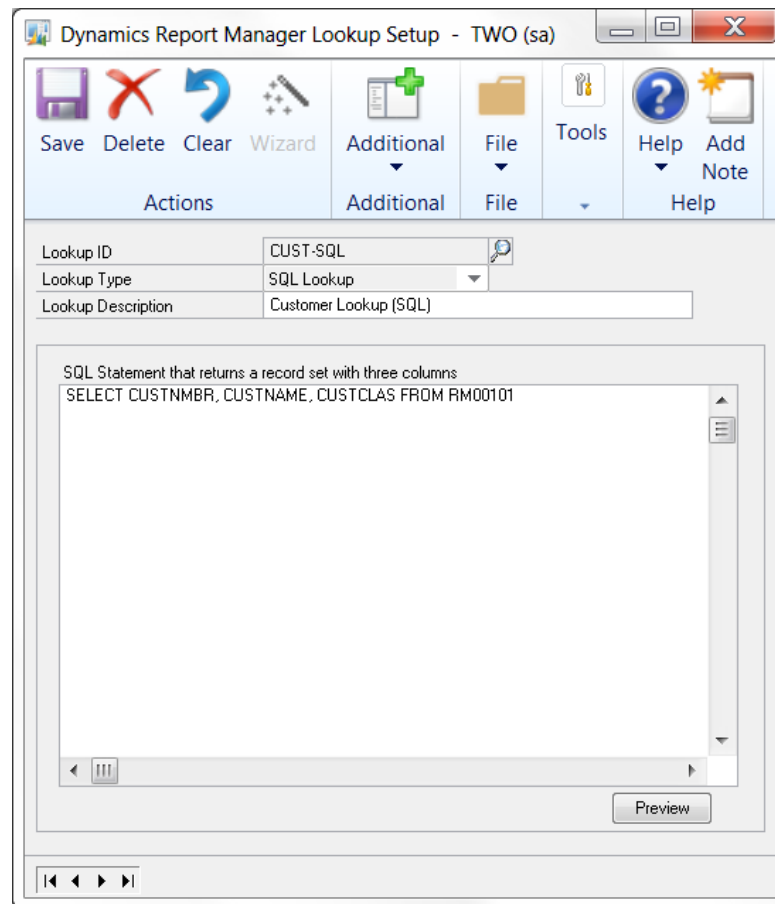 Dynamics Report Manager Lookup Setup - TWO (sa)
Save Delete Clear Wizard Additional File Tools Help Add Note
Actions Additional File Help
Lookup ID CUST-SQL
Lookup Type SQL Lookup
Lookup Description Customer Lookup (SQL)
SQL Statement that returns a record set with three columns
SELECT CUSTNMBR, CUSTNAME, CUSTCLAS FROM RM00101
Preview